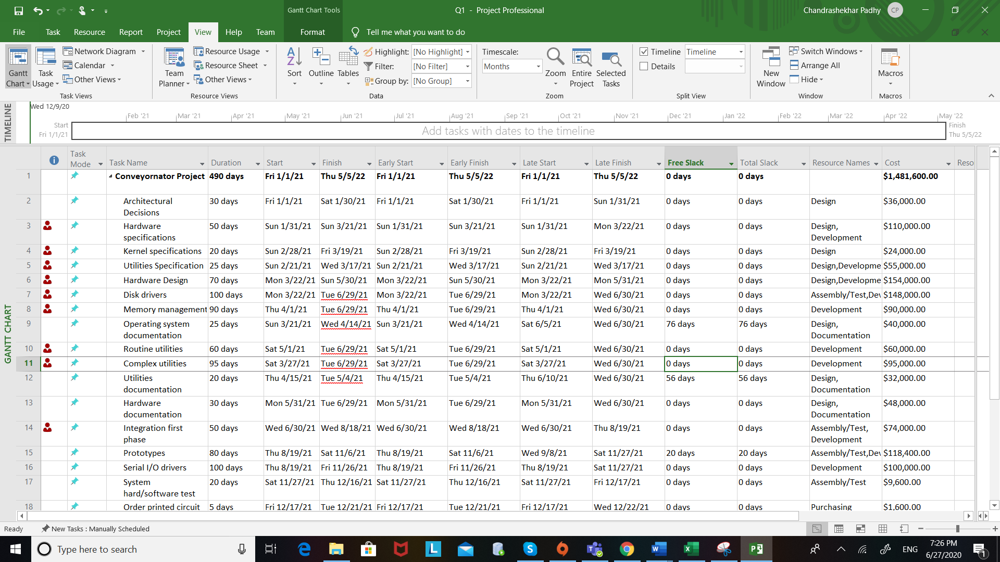 Gantt Chart Tools
Q1 - Project Professional
Chandrashekhar Padhy
CP
File Task Resource Report Project View Help Team Format Tell me what you want to do
Gantt Chart
Task Usage
Network Diagram
Calendar
Other Views
Task Views
Team Planner
Resource Usage
Resource Sheet
Other Views
Resource Views
Sort
Outline
Tables
Highlight: [No Highlight]
Filter: [No Filter]
Group by: [No Group]
Data
Timescale:
Months
Zoom
Entire Project
Selected Tasks
Zoom
Timeline Timeline
Details
Split View
New Window
Switch Windows
Arrange All
Hide
Window
Macros
Macros
TIMELINE
Wed 12/9/20
Feb '21 Mar '21 Apr '21 May '21 Jun '21 Jul '21 Aug '21 Sep '21 Oct '21 Nov '21 Dec '21 Jan '22 Feb '22 Mar '22 Apr '22 May '22
Start
Fri 1/1/21
Add tasks with dates to the timeline
Finish
Thu 5/5/22
GANTT CHART
Task Mode Task Name Duration Start Finish Early Start Early Finish Late Start Late Finish Free Slack Total Slack Resource Names Cost Reso
1 Conveyornator Project 490 days Fri 1/1/21 Thu 5/5/22 Fri 1/1/21 Thu 5/5/22 Fri 1/1/21 Thu 5/5/22 0 days 0 days $1,481,600.00
2 Architectural Decisions 30 days Fri 1/1/21 Sat 1/30/21 Fri 1/1/21 Sat 1/30/21 Fri 1/1/21 Sun 1/31/21 0 days 0 days Design $36,000.00
3 Hardware specifications 50 days Sun 1/31/21 Sun 3/21/21 Sun 1/31/21 Sun 3/21/21 Sun 1/31/21 Mon 3/22/21 0 days 0 days Design, Development $110,000.00
4 Kernel specifications 20 days Sun 2/28/21 Fri 3/19/21 Sun 2/28/21 Fri 3/19/21 Sun 2/28/21 Fri 3/19/21 0 days 0 days Design $24,000.00
5 Utilities Specification 25 days Sun 2/21/21 Wed 3/17/21 Sun 2/21/21 Wed 3/17/21 Sun 2/21/21 Wed 3/17/21 0 days 0 days Design,Developme $55,000.00
6 Hardware Design 70 days Mon 3/22/21 Sun 5/30/21 Mon 3/22/21 Sun 5/30/21 Mon 3/22/21 Mon 5/31/21 0 days 0 days Design,Developme $154,000.00
7 Disk drivers 100 days Mon 3/22/21 Tue 6/29/21 Mon 3/22/21 Tue 6/29/21 Mon 3/22/21 Wed 6/30/21 0 days 0 days Assembly/Test,Dev $148,000.00
8 Memory management 90 days Thu 4/1/21 Tue 6/29/21 Thu 4/1/21 Tue 6/29/21 Thu 4/1/21 Wed 6/30/21 0 days 0 days Development $90,000.00
9 Operating system documentation 25 days Sun 3/21/21 Wed 4/14/21 Sun 3/21/21 Wed 4/14/21 Sat 6/5/21 Wed 6/30/21 76 days 76 days Design, Documentation $40,000.00
10 Routine utilities 60 days Sat 5/1/21 Tue 6/29/21 Sat 5/1/21 Tue 6/29/21 Sat 5/1/21 Wed 6/30/21 0 days 0 days Development $60,000.00
11 Complex utilities 95 days Sat 3/27/21 Tue 6/29/21 Sat 3/27/21 Tue 6/29/21 Sat 3/27/21 Wed 6/30/21 0 days 0 days Development $95,000.00
12 Utilities documentation 20 days Thu 4/15/21 Tue 5/4/21 Thu 4/15/21 Tue 5/4/21 Thu 6/10/21 Wed 6/30/21 56 days 56 days Design, Documentation $32,000.00
13 Hardware documentation 30 days Mon 5/31/21 Tue 6/29/21 Mon 5/31/21 Tue 6/29/21 Mon 5/31/21 Wed 6/30/21 0 days 0 days Design, Documentation $48,000.00
14 Integration first phase 50 days Wed 6/30/21 Wed 8/18/21 Wed 6/30/21 Wed 8/18/21 Wed 6/30/21 Thu 8/19/21 0 days 0 days Assembly/Test, Development $74,000.00
15 Prototypes 80 days Thu 8/19/21 Sat 11/6/21 Thu 8/19/21 Sat 11/6/21 Wed 9/8/21 Sat 11/27/21 20 days 20 days Assembly/Test,Dev $118,400.00
16 Serial I/O drivers 100 days Thu 8/19/21 Fri 11/26/21 Thu 8/19/21 Fri 11/26/21 Thu 8/19/21 Sat 11/27/21 0 days 0 days Development $100,000.00
17 System hard/software test 20 days Sat 11/27/21 Thu 12/16/21 Sat 11/27/21 Thu 12/16/21 Sat 11/27/21 Fri 12/17/21 0 days 0 days Assembly/Test $9,600.00
18 Order printed circuit 5 days Fri 12/17/21 Tue 12/21/21 Fri 12/17/21 Tue 12/21/21 Fri 12/17/21 Wed 12/22/21 0 days 0 days Purchasing $1,600.00
Ready New Tasks : Manually Scheduled
Type here to search
ENG
7:26 PM
6/27/2020
1